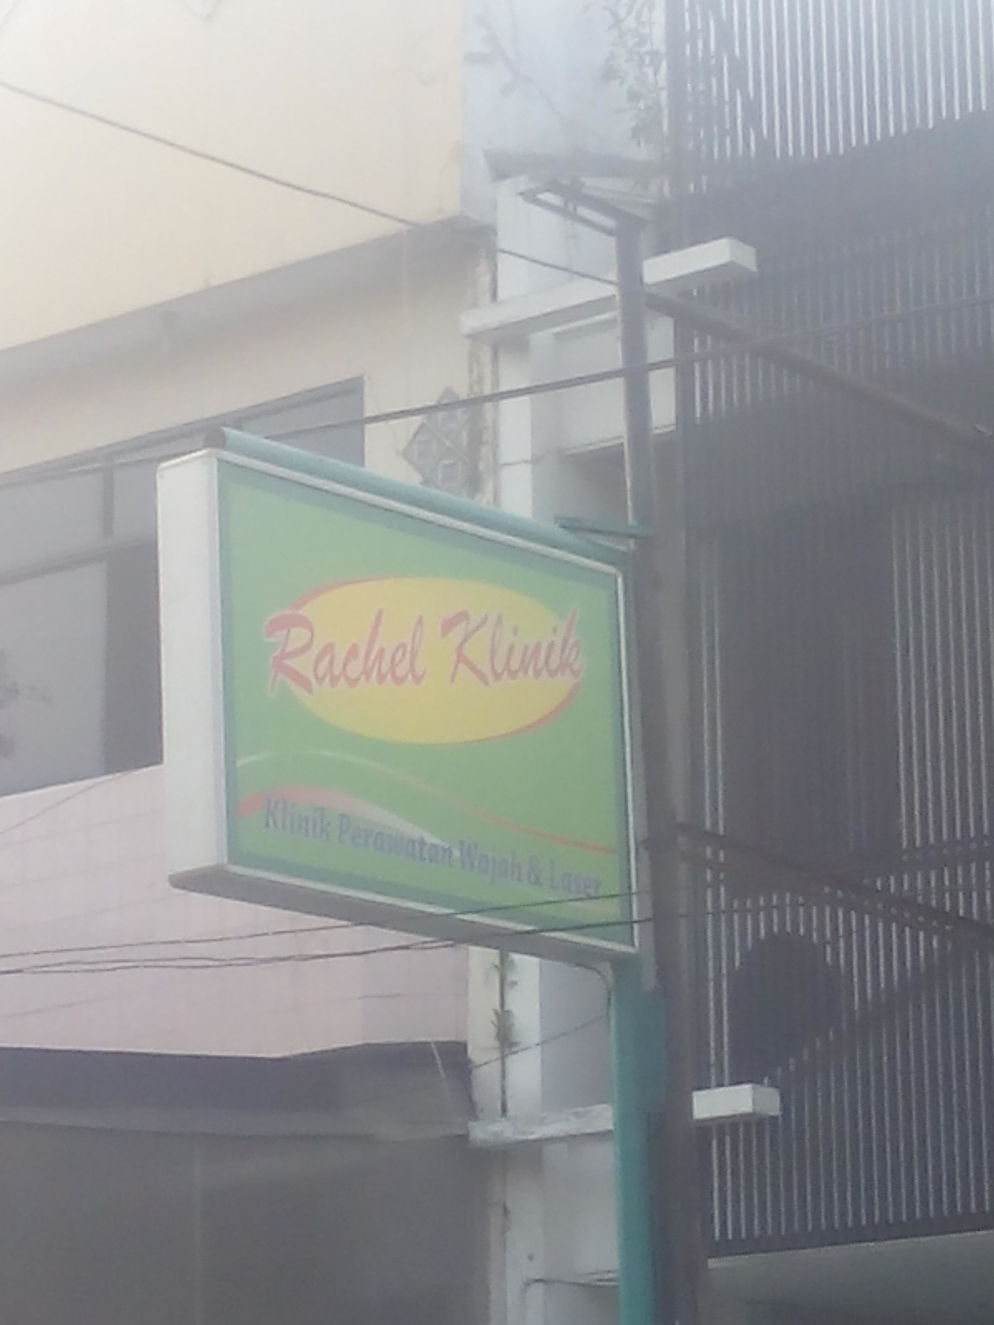 Rachel Klinik
Klinik Perawatan Wajah & Laser